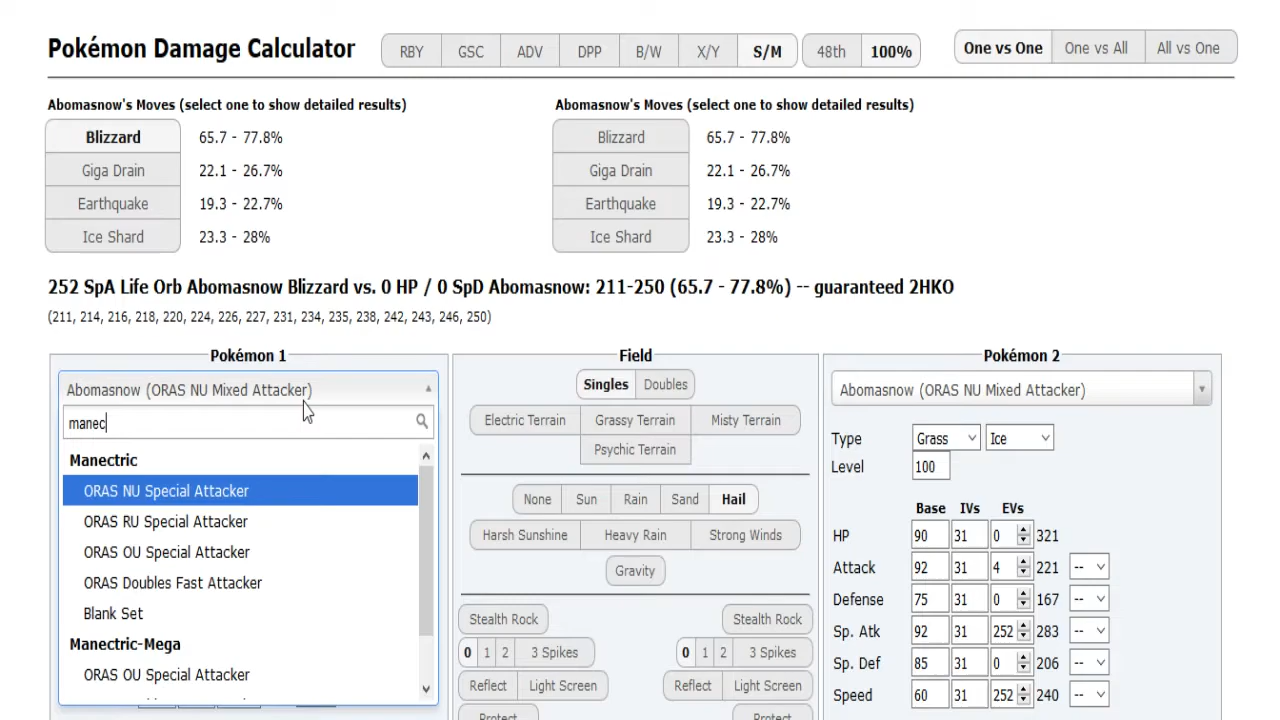 Pokémon Damage Calculator
RBY GSC ADV DPP B/W X/Y S/M 48th 100% One vs One One vs All All vs One
Abomasnow's Moves (select one to show detailed results) Abomasnow's Moves (select one to show detailed results)
Blizzard 65.7 - 77.8% Blizzard 65.7 - 77.8%
Giga Drain 22.1 - 26.7% Giga Drain 22.1 - 26.7%
Earthquake 19.3 - 22.7% Earthquake 19.3 - 22.7%
Ice Shard 23.3 - 28% Ice Shard 23.3 - 28%
252 SpA Life Orb Abomasnow Blizzard vs. 0 HP / 0 SpD Abomasnow: 211-250 (65.7 - 77.8%) -- guaranteed 2HKO
(211, 214, 216, 218, 220, 224, 226, 227, 231, 234, 235, 238, 242, 243, 246, 250)
Pokémon 1
Abomasnow (ORAS NU Mixed Attacker)
manec
Manectric
ORAS NU Special Attacker
ORAS RU Special Attacker
ORAS OU Special Attacker
ORAS Doubles Fast Attacker
Blank Set
Manectric-Mega
ORAS OU Special Attacker
Field
Singles Doubles
Electric Terrain Grassy Terrain Misty Terrain
Psychic Terrain
None Sun Rain Sand Hail
Harsh Sunshine Heavy Rain Strong Winds
Gravity
Stealth Rock Stealth Rock
0 1 2 3 Spikes 0 1 2 3 Spikes
Reflect Light Screen Reflect Light Screen
Protect Protect
Pokémon 2
Abomasnow (ORAS NU Mixed Attacker)
Type Grass Ice
Level 100
Base IVs EVs
HP 90 31 0 321
Attack 92 31 4 221 --
Defense 75 31 0 167 --
Sp. Atk 92 31 252 283 --
Sp. Def 85 31 0 206 --
Speed 60 31 252 240 --